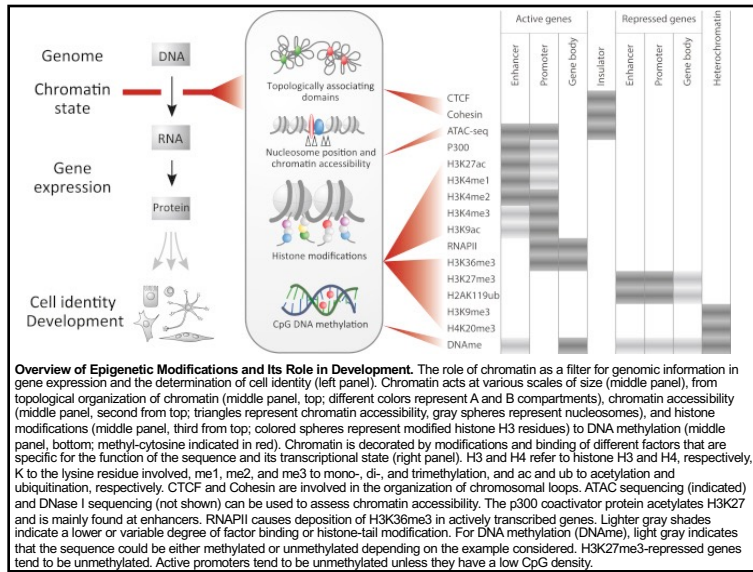 Genome
DNA
Chromatin
state
RNA
Gene
expression
Protein
Cell identity
Development
Topologically associating
domains
Nucleosome position and
chromatin accessibility
Histone modifications
CpG DNA methylation
Active genes
Repressed genes
Enhancer
Promoter
Gene body
Insulator
Enhancer
Promoter
Gene body
Heterochromatin
CTCF
Cohesin
ATAC-seq
P300
H3K27ac
H3K4me1
H3K4me2
H3K4me3
H3K9ac
RNAPII
H3K36me3
H3K27me3
H2AK119ub
H3K9me3
H4K20me3
DNAme
Overview of Epigenetic Modifications and Its Role in Development. The role of chromatin as a filter for genomic information in
gene expression and the determination of cell identity (left panel). Chromatin acts at various scales of size (middle panel), from
topological organization of chromatin (middle panel, top; different colors represent A and B compartments), chromatin accessibility
(middle panel, second from top; triangles represent chromatin accessibility, gray spheres represent nucleosomes), and histone
modifications (middle panel, third from top; colored spheres represent modified histone H3 residues) to DNA methylation (middle
panel, bottom; methyl-cytosine indicated in red). Chromatin is decorated by modifications and binding of different factors that are
specific for the function of the sequence and its transcriptional state (right panel). H3 and H4 refer to histone H3 and H4, respectively,
K to the lysine residue involved, me1, me2, and me3 to mono-, di-, and trimethylation, and ac and ub to acetylation and
ubiquitination, respectively. CTCF and Cohesin are involved in the organization of chromosomal loops. ATAC sequencing (indicated)
and DNase I sequencing (not shown) can be used to assess chromatin accessibility. The p300 coactivator protein acetylates H3K27
and is mainly found at enhancers. RNAPII causes deposition of H3K36me3 in actively transcribed genes. Lighter gray shades
indicate a lower or variable degree of factor binding or histone-tail modification. For DNA methylation (DNAme), light gray indicates
that the sequence could be either methylated or unmethylated depending on the example considered. H3K27me3-repressed genes
tend to be unmethylated. Active promoters tend to be unmethylated unless they have a low CpG density.